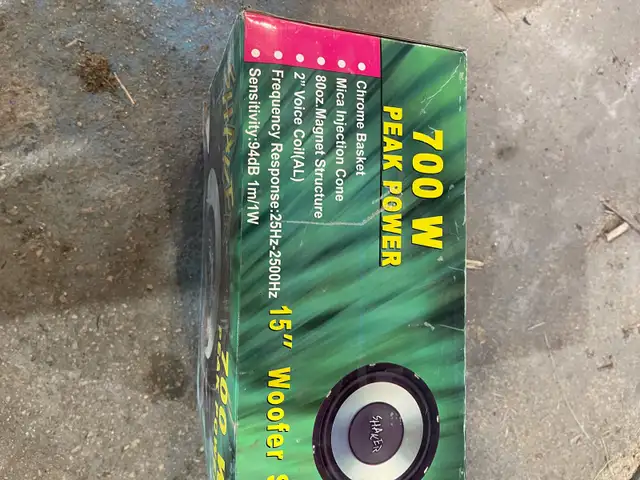 700 W
PEAK POWER
Chrome Basket
Mica Injection Cone
80oz.Magnet Structure
2" Voice Coil(AL)
Frequency Response:25Hz-2500Hz
Sensitivity:94dB 1m/1W
15" Woofer S
SHAKER
700 W